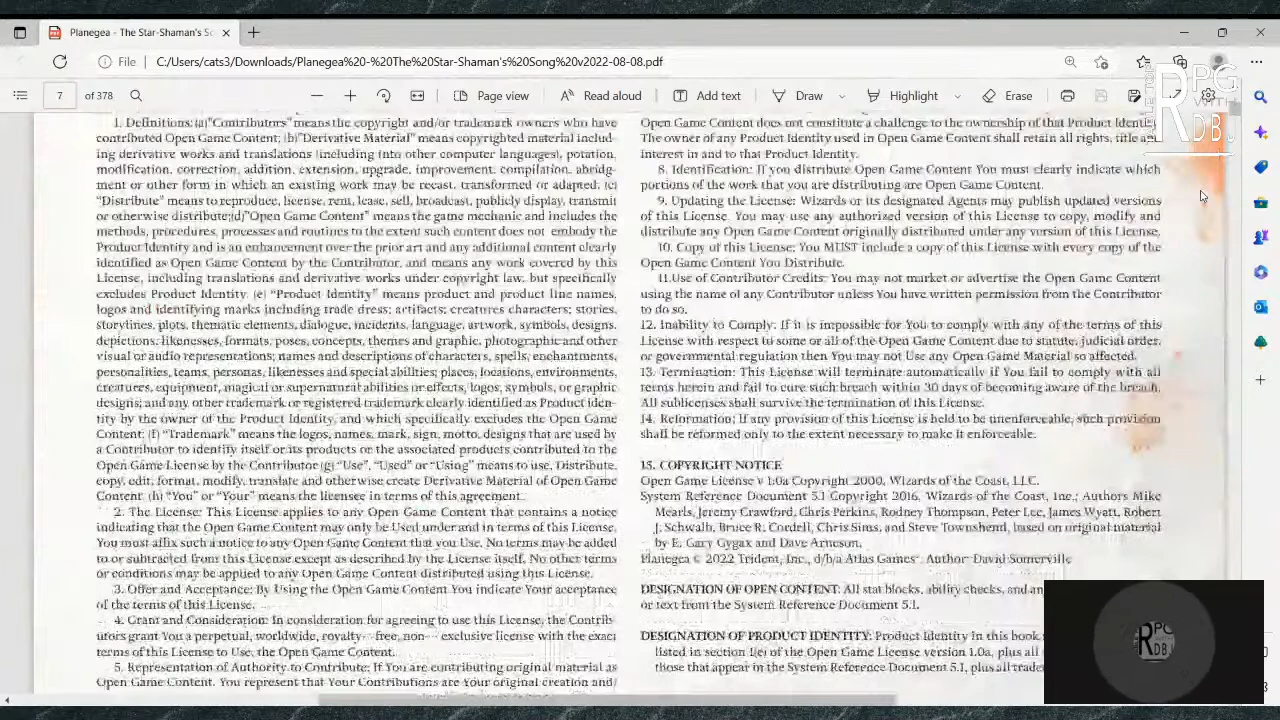 Planegea - The Star-Shaman's Sc
File
C:/Users/cats3/Downloads/Planegea%20-%20The%20Star-Shaman's%20Song%20v2022-08-08.pdf
7 of 378
Page view
Read aloud
Add text
Draw
Highlight
Erase
1. Definitions: (a)"Contributors" means the copyright and/or trademark owners who have
contributed Open Game Content; (b)"Derivative Material" means copyrighted material includ-
ing derivative works and translations (including into other computer languages), potation,
modification, correction, addition, extension, upgrade, improvement, compilation, abridg-
ment or other form in which an existing work may be recast, transformed or adapted; (c)
"Distribute" means to reproduce, license, rent, lease, sell, broadcast, publicly display, transmit
or otherwise distribute;(d)"Open Game Content" means the game mechanic and includes the
methods, procedures, processes and routines to the extent such content does not embody the
Product Identity and is an enhancement over the prior art and any additional content clearly
identified as Open Game Content by the Contributor, and means any work covered by this
License, including translations and derivative works under copyright law, but specifically
excludes Product Identity. (e) "Product Identity" means product and product line names,
logos and identifying marks including trade dress; artifacts; creatures characters; stories,
storylines, plots, thematic elements, dialogue, incidents, language, artwork, symbols, designs,
depictions, likenesses, formats, poses, concepts, themes and graphic, photographic and other
visual or audio representations; names and descriptions of characters, spells, enchantments,
personalities, teams, personas, likenesses and special abilities; places, locations, environments,
creatures, equipment, magical or supernatural abilities or effects, logos, symbols, or graphic
designs; and any other trademark or registered trademark clearly identified as Product iden-
tity by the owner of the Product Identity, and which specifically excludes the Open Game
Content; (f) "Trademark" means the logos, names, mark, sign, motto, designs that are used by
a Contributor to identify itself or its products or the associated products contributed to the
Open Game License by the Contributor (g) "Use", "Used" or "Using" means to use, Distribute,
copy, edit, format, modify, translate and otherwise create Derivative Material of Open Game
Content. (h) "You" or "Your" means the licensee in terms of this agreement.
2. The License: This License applies to any Open Game Content that contains a notice
indicating that the Open Game Content may only be Used under and in terms of this License.
You must affix such a notice to any Open Game Content that you Use. No terms may be added
to or subtracted from this License except as described by the License itself. No other terms
or conditions may be applied to any Open Game Content distributed using this License.
3. Offer and Acceptance: By Using the Open Game Content You indicate Your acceptance
of the terms of this License.
4. Grant and Consideration: In consideration for agreeing to use this License, the Contrib-
utors grant You a perpetual, worldwide, royalty- free, non- exclusive license with the exact
terms of this License to Use, the Open Game Content.
5. Representation of Authority to Contribute: If You are contributing original material as
Open Game Content, You represent that Your Contributions are Your original creation and/
Open Game Content does not constitute a challenge to the ownership of that Product Identity.
The owner of any Product Identity used in Open Game Content shall retain all rights, title and
interest in and to that Product Identity.
8. Identification: If you distribute Open Game Content You must clearly indicate which
portions of the work that you are distributing are Open Game Content.
9. Updating the License: Wizards or its designated Agents may publish updated versions
of this License. You may use any authorized version of this License to copy, modify and
distribute any Open Game Content originally distributed under any version of this License.
10. Copy of this License: You MUST include a copy of this License with every copy of the
Open Game Content You Distribute.
11.Use of Contributor Credits: You may not market or advertise the Open Game Content
using the name of any Contributor unless You have written permission from the Contributor
to do so.
12. Inability to Comply: If it is impossible for You to comply with any of the terms of this
License with respect to some or all of the Open Game Content due to statute, judicial order,
or governmental regulation then You may not Use any Open Game Material so affected.
13. Termination: This License will terminate automatically if You fail to comply with all
terms herein and fail to cure such breach within 30 days of becoming aware of the breach.
All sublicenses shall survive the termination of this License.
14. Reformation: If any provision of this License is held to be unenforceable, such provision
shall be reformed only to the extent necessary to make it enforceable.
15. COPYRIGHT NOTICE
Open Game License v 1.0a Copyright 2000, Wizards of the Coast, LLC.
System Reference Document 5.1 Copyright 2016, Wizards of the Coast, Inc.; Authors Mike
Mearls, Jeremy Crawford, Chris Perkins, Rodney Thompson, Peter Lee, James Wyatt, Robert
J. Schwalb, Bruce R. Cordell, Chris Sims, and Steve Townshend, based on original material
by E. Gary Gygax and Dave Arneson.
Planegea © 2022 Trident, Inc., d/b/a Atlas Games. Author David Somerville
DESIGNATION OF OPEN CONTENT: All stat blocks, ability checks, and an
or text from the System Reference Document 5.1.
DESIGNATION OF PRODUCT IDENTITY: Product Identity in this book
listed in section 1(e) of the Open Game License version 1.0a, plus all
those that appear in the System Reference Document 5.1, plus all trade
RPG
WITH
DB
RPG
DB